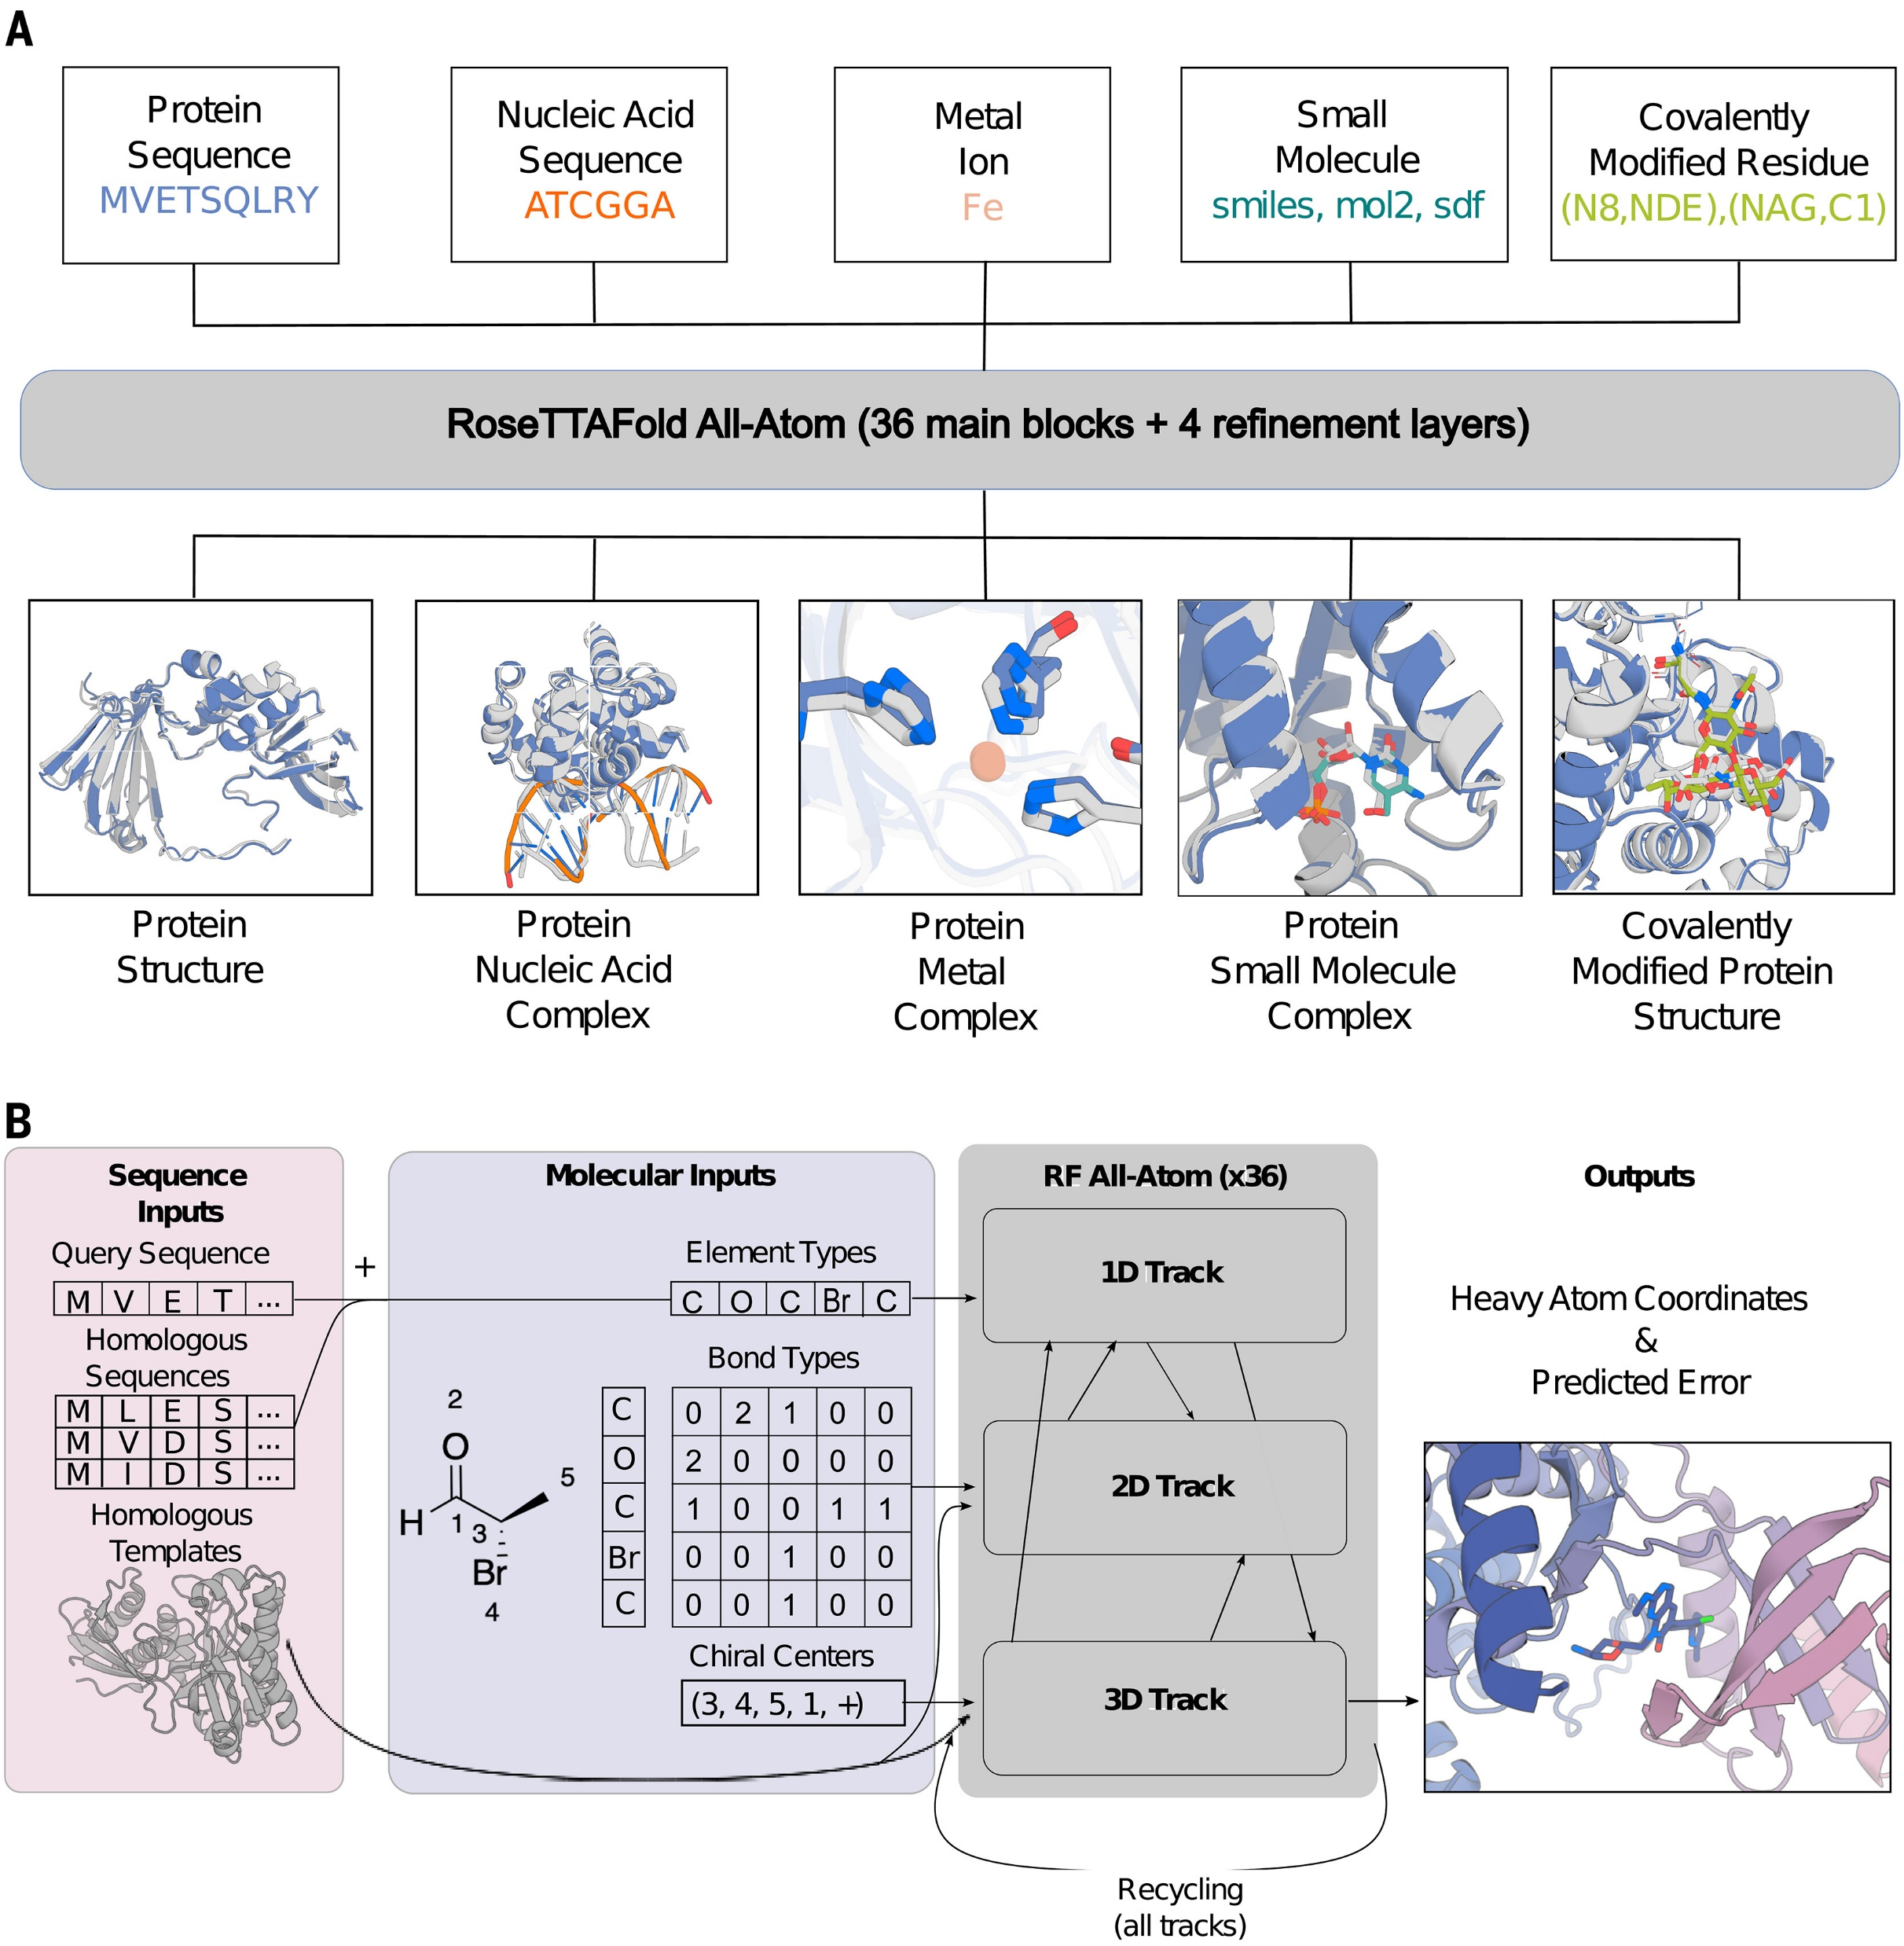 A
Protein
Sequence
MVETSQLRY
Nucleic Acid
Sequence
ATCGGA
Metal
Ion
Fe
Small
Molecule
smiles, mol2, sdf
Covalently
Modified Residue
(N8,NDE),(NAG,C1)
RoseTTAFold All-Atom (36 main blocks + 4 refinement layers)
Protein
Structure
Protein
Nucleic Acid
Complex
Protein
Metal
Complex
Protein
Small Molecule
Complex
Covalently
Modified Protein
Structure
B
Sequence
Inputs
Query Sequence
M V E T ...
Homologous
Sequences
M L E S ...
M V D S ...
M I D S ...
Homologous
Templates
+
Molecular Inputs
Element Types
C O C Br C
Bond Types
C 0 2 1 0 0
O 2 0 0 0 0
C 1 0 0 1 1
Br 0 0 1 0 0
C 0 0 1 0 0
2
O
5
H
1
3
Br
4
Chiral Centers
(3, 4, 5, 1, +)
RF All-Atom (x36)
1D Track
2D Track
3D Track
Recycling
(all tracks)
Outputs
Heavy Atom Coordinates
&
Predicted Error